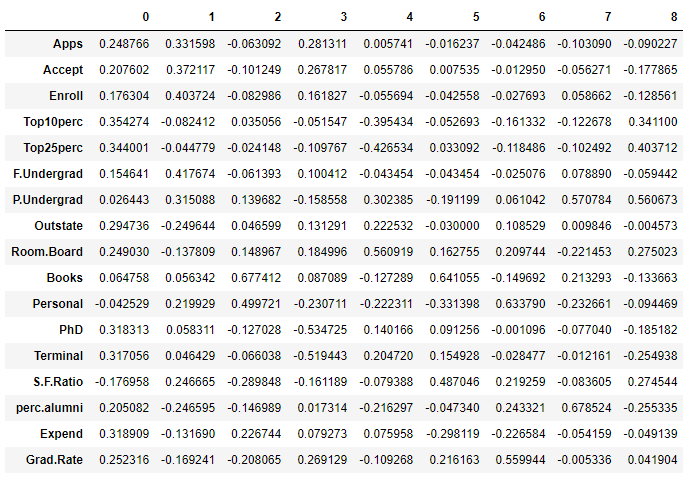 0 1 2 3 4 5 6 7 8
Apps 0.248766 0.331598 -0.063092 0.281311 0.005741 -0.016237 -0.042486 -0.103090 -0.090227
Accept 0.207602 0.372117 -0.101249 0.267817 0.055786 0.007535 -0.012950 -0.056271 -0.177865
Enroll 0.176304 0.403724 -0.082986 0.161827 -0.055694 -0.042558 -0.027693 0.058662 -0.128561
Top10perc 0.354274 -0.082412 0.035056 -0.051547 -0.395434 -0.052693 -0.161332 -0.122678 0.341100
Top25perc 0.344001 -0.044779 -0.024148 -0.109767 -0.426534 0.033092 -0.118486 -0.102492 0.403712
F.Undergrad 0.154641 0.417674 -0.061393 0.100412 -0.043454 -0.043454 -0.025076 0.078890 -0.059442
P.Undergrad 0.026443 0.315088 0.139682 -0.158558 0.302385 -0.191199 0.061042 0.570784 0.560673
Outstate 0.294736 -0.249644 0.046599 0.131291 0.222532 -0.030000 0.108529 0.009846 -0.004573
Room.Board 0.249030 -0.137809 0.148967 0.184996 0.560919 0.162755 0.209744 -0.221453 0.275023
Books 0.064758 0.056342 0.677412 0.087089 -0.127289 0.641055 -0.149692 0.213293 -0.133663
Personal -0.042529 0.219929 0.499721 -0.230711 -0.222311 -0.331398 0.633790 -0.232661 -0.094469
PhD 0.318313 0.058311 -0.127028 -0.534725 0.140166 0.091256 -0.001096 -0.077040 -0.185182
Terminal 0.317056 0.046429 -0.066038 -0.519443 0.204720 0.154928 -0.028477 -0.012161 -0.254938
S.F.Ratio -0.176958 0.246665 -0.289848 -0.161189 -0.079388 0.487046 0.219259 -0.083605 0.274544
perc.alumni 0.205082 -0.246595 -0.146989 0.017314 -0.216297 -0.047340 0.243321 0.678524 -0.255335
Expend 0.318909 -0.131690 0.226744 0.079273 0.075958 -0.298119 -0.226584 -0.054159 -0.049139
Grad.Rate 0.252316 -0.169241 -0.208065 0.269129 -0.109268 0.216163 0.559944 -0.005336 0.041904